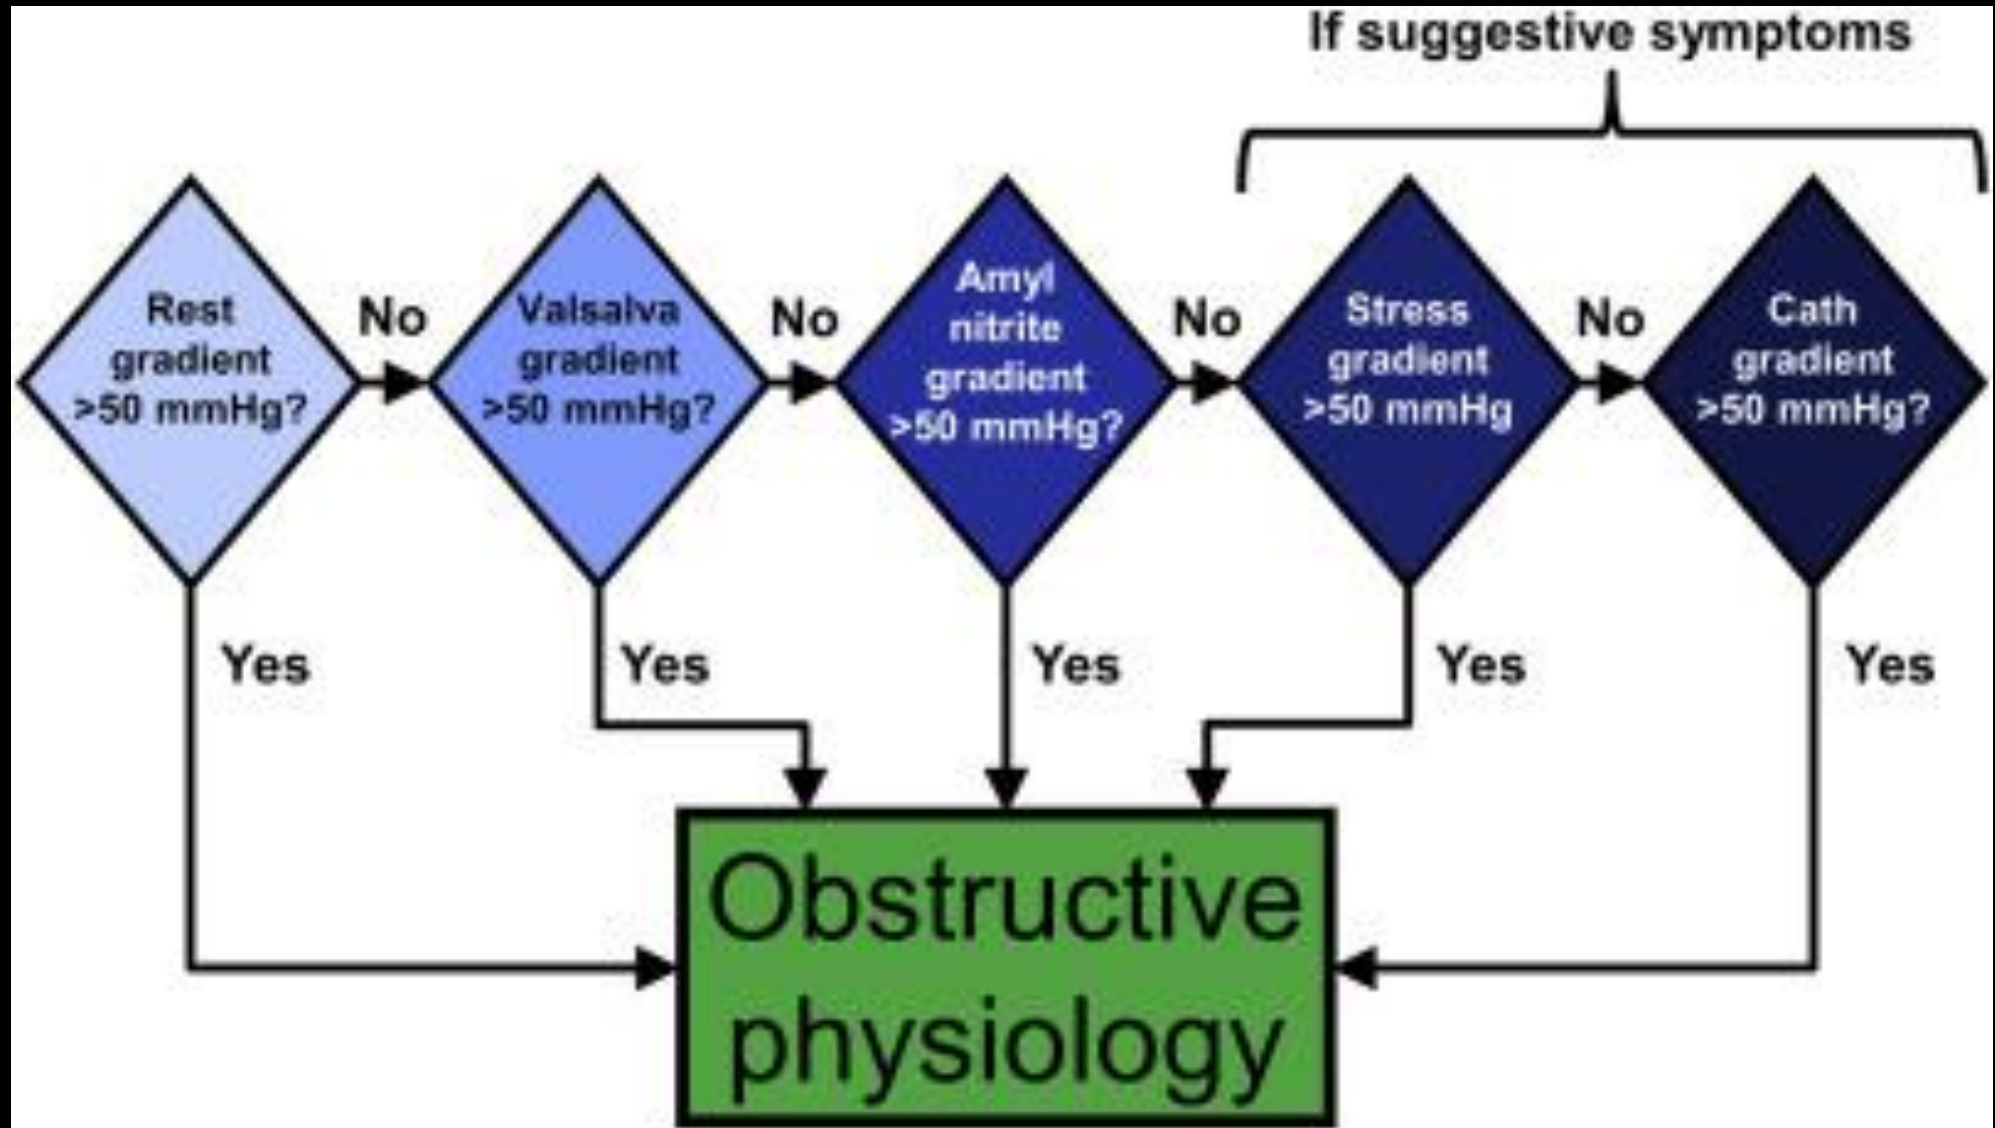 If suggestive symptoms
Rest
gradient
>50 mmHg?
No
Valsalva
gradient
>50 mmHg?
No
Amyl
nitrite
gradient
>50 mmHg?
No
Stress
gradient
>50 mmHg
No
Cath
gradient
>50 mmHg?
Yes
Yes
Yes
Yes
Yes
Obstructive
physiology